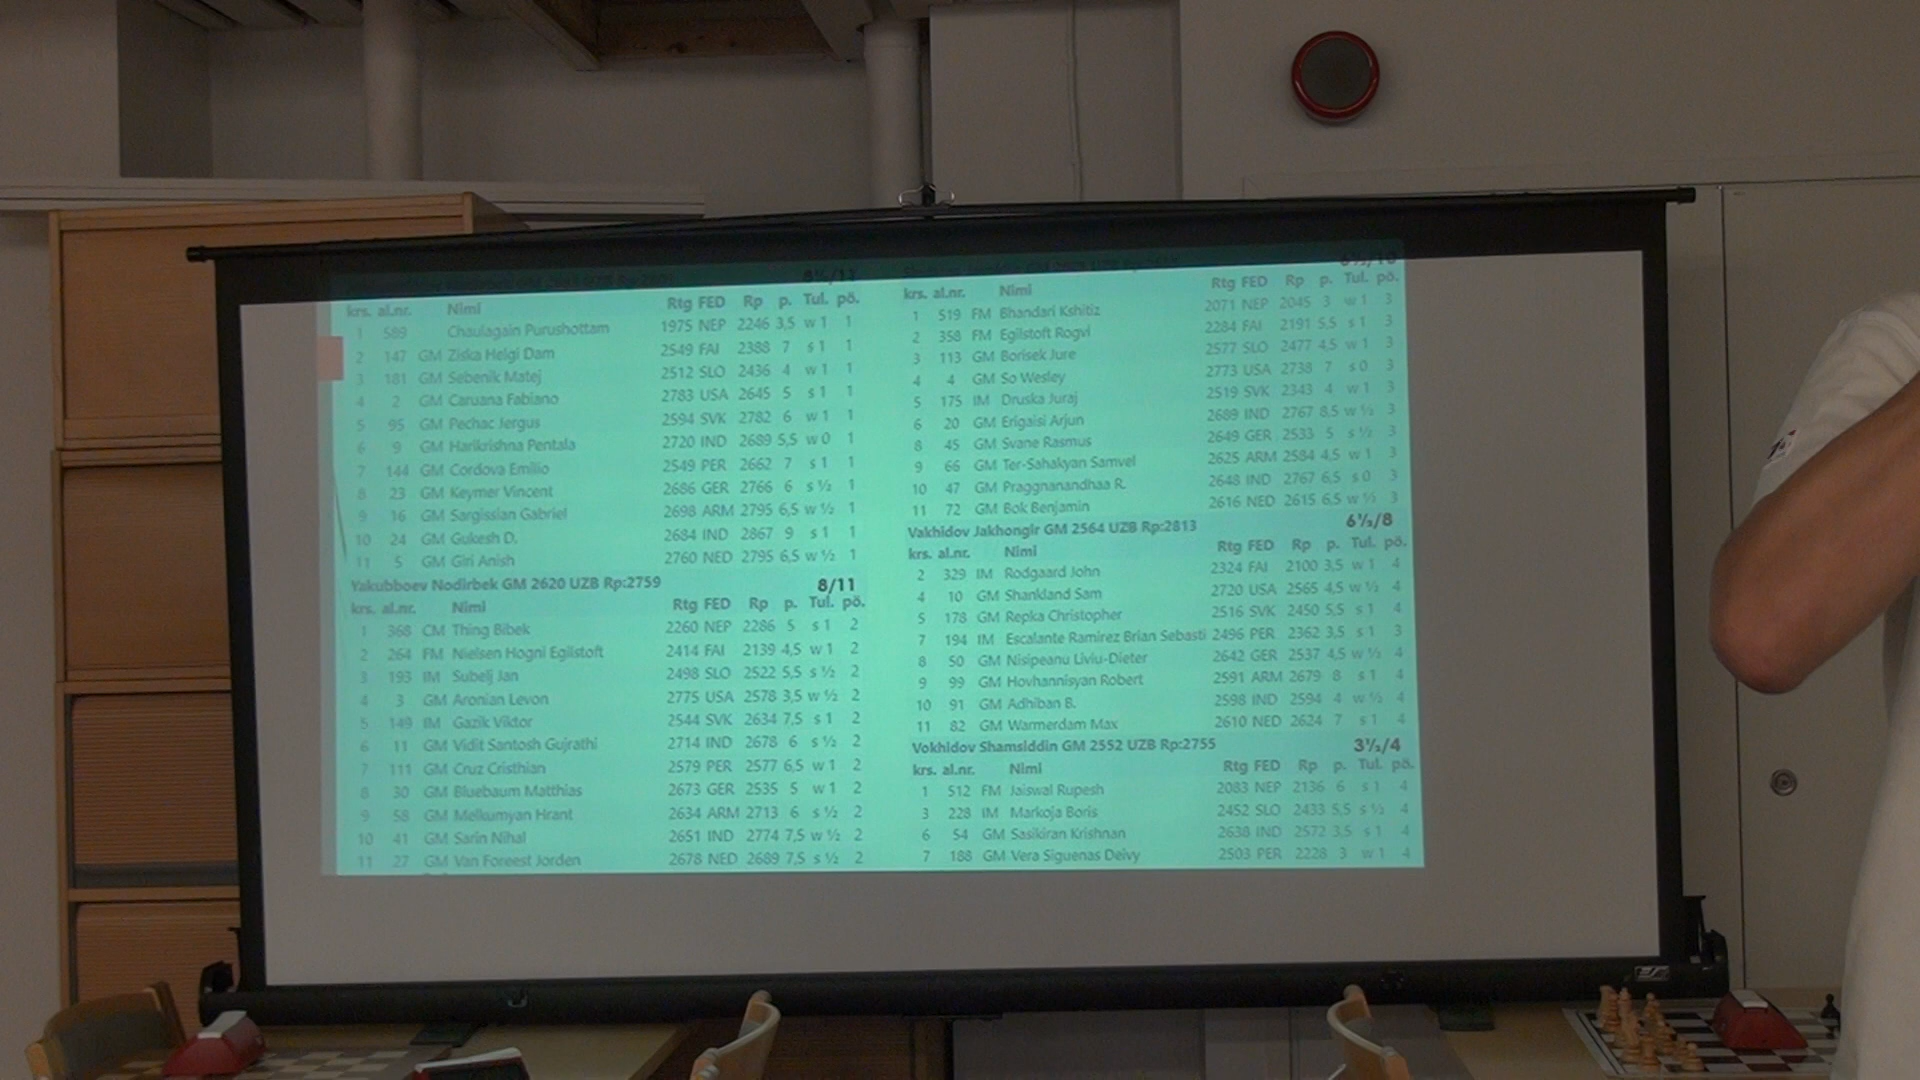 8½/11
krs. al.nr. Nimi Rtg FED Rp p. Tul. pö.
1 589 Chaulagain Purushottam 1975 NEP 2246 3,5 w 1 1
2 147 GM Ziska Helgi Dam 2549 FAI 2388 7 s 1 1
3 181 GM Sebenik Matej 2512 SLO 2436 4 w 1 1
4 2 GM Caruana Fabiano 2783 USA 2645 5 s 1 1
5 95 GM Pechac Jergus 2594 SVK 2782 6 w 1 1
6 9 GM Harikrishna Pentala 2720 IND 2689 5,5 w 0 1
7 144 GM Cordova Emilio 2549 PER 2662 7 s 1 1
8 23 GM Keymer Vincent 2686 GER 2766 6 s ½ 1
9 16 GM Sargissian Gabriel 2698 ARM 2795 6,5 w ½ 1
10 24 GM Gukesh D. 2684 IND 2867 9 s 1 1
11 5 GM Giri Anish 2760 NED 2795 6,5 w ½ 1
Yakubboev Nodirbek GM 2620 UZB Rp:2759 8/11
krs. al.nr. Nimi Rtg FED Rp p. Tul. pö.
1 368 CM Thing Bibek 2260 NEP 2286 5 s 1 2
2 264 FM Nielsen Hogni Egilstoft 2414 FAI 2139 4,5 w 1 2
3 193 IM Subelj Jan 2498 SLO 2522 5,5 s ½ 2
4 3 GM Aronian Levon 2775 USA 2578 3,5 w ½ 2
5 149 IM Gazik Viktor 2544 SVK 2634 7,5 s 1 2
6 11 GM Vidit Santosh Gujrathi 2714 IND 2678 6 s ½ 2
7 111 GM Cruz Cristhian 2579 PER 2577 6,5 w 1 2
8 30 GM Bluebaum Matthias 2673 GER 2535 5 w 1 2
9 58 GM Melkumyan Hrant 2634 ARM 2713 6 s ½ 2
10 41 GM Sarin Nihal 2651 IND 2774 7,5 w ½ 2
11 27 GM Van Foreest Jorden 2678 NED 2689 7,5 s ½ 2
6½/10
krs. al.nr. Nimi Rtg FED Rp p. Tul. pö.
1 519 FM Bhandari Kshitiz 2071 NEP 2045 3 w 1 3
2 358 FM Egilstoft Rogvi 2284 FAI 2191 5,5 s 1 3
3 113 GM Borisek Jure 2577 SLO 2477 4,5 w 1 3
4 4 GM So Wesley 2773 USA 2738 7 s 0 3
5 175 IM Druska Juraj 2519 SVK 2343 4 w 1 3
6 20 GM Erigaisi Arjun 2689 IND 2767 8,5 w ½ 3
8 45 GM Svane Rasmus 2649 GER 2533 5 s ½ 3
9 66 GM Ter-Sahakyan Samvel 2625 ARM 2584 4,5 w 1 3
10 47 GM Praggnanandhaa R. 2648 IND 2767 6,5 s 0 3
11 72 GM Bok Benjamin 2616 NED 2615 6,5 w ½ 3
Vakhidov Jakhongir GM 2564 UZB Rp:2813 6½/8
krs. al.nr. Nimi Rtg FED Rp p. Tul. pö.
2 329 IM Rodgaard John 2324 FAI 2100 3,5 w 1 4
4 10 GM Shankland Sam 2720 USA 2565 4,5 w ½ 4
5 178 GM Repka Christopher 2516 SVK 2450 5,5 s 1 4
7 194 IM Escalante Ramirez Brian Sebasti 2496 PER 2362 3,5 s 1 3
8 50 GM Nisipeanu Liviu-Dieter 2642 GER 2537 4,5 w ½ 4
9 99 GM Hovhannisyan Robert 2591 ARM 2679 8 s 1 4
10 91 GM Adhiban B. 2598 IND 2594 4 w ½ 4
11 82 GM Warmerdam Max 2610 NED 2624 7 s 1 4
Vokhidov Shamsiddin GM 2552 UZB Rp:2755 3½/4
krs. al.nr. Nimi Rtg FED Rp p. Tul. pö.
1 512 FM Jaiswal Rupesh 2083 NEP 2136 6 s 1 4
3 228 IM Markoja Boris 2452 SLO 2433 5,5 s ½ 4
6 54 GM Sasikiran Krishnan 2638 IND 2572 3,5 s 1 4
7 188 GM Vera Siguenas Deivy 2503 PER 2228 3 w 1 4